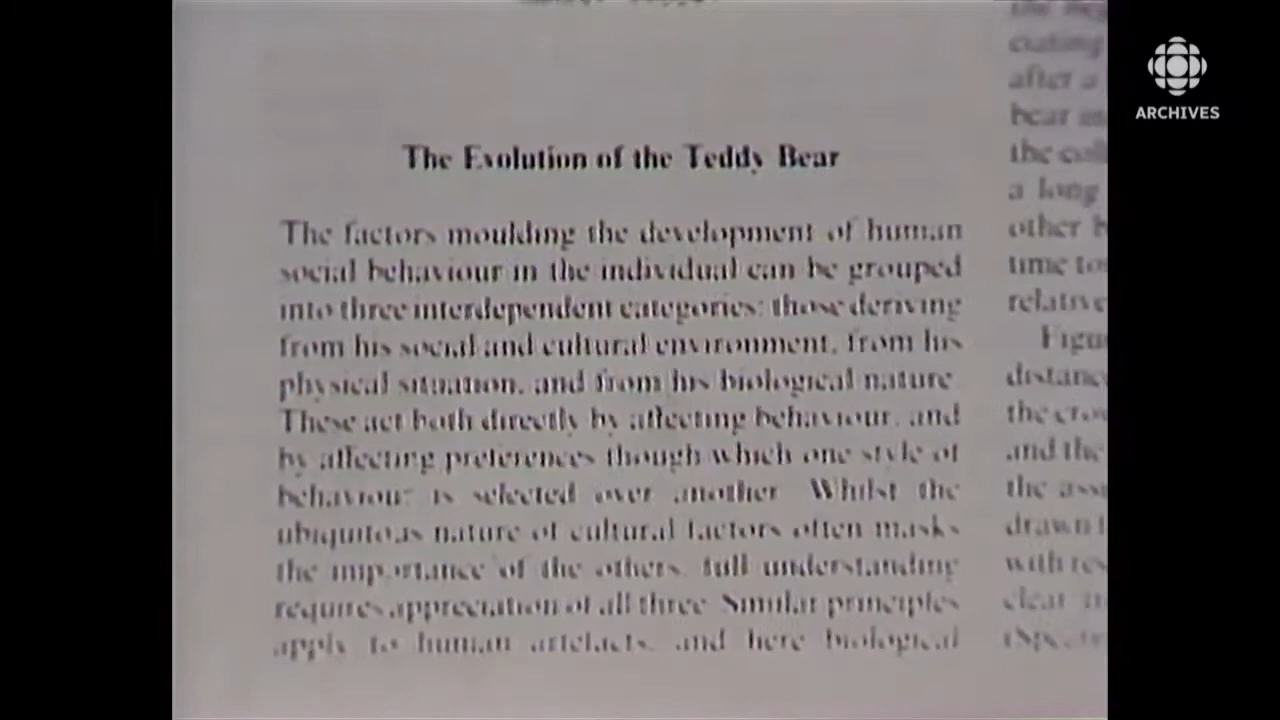 ARCHIVES
The Evolution of the Teddy Bear
The factors moulding the development of human
social behaviour in the individual can be grouped
into three interdependent categories: those deriving
from his social and cultural environment, from his
physical situation, and from his biological nature.
These act both directly by affecting behaviour, and
by affecting preferences though which one style of
behaviour is selected over another. Whilst the
ubiquitous nature of cultural factors often masks
the importance of the others, full understanding
requires appreciation of all three. Similar principles
apply to human artefacts, and here biological
after a
bear
the
a long
other
time
relative
and the
the
drawn
with
clear